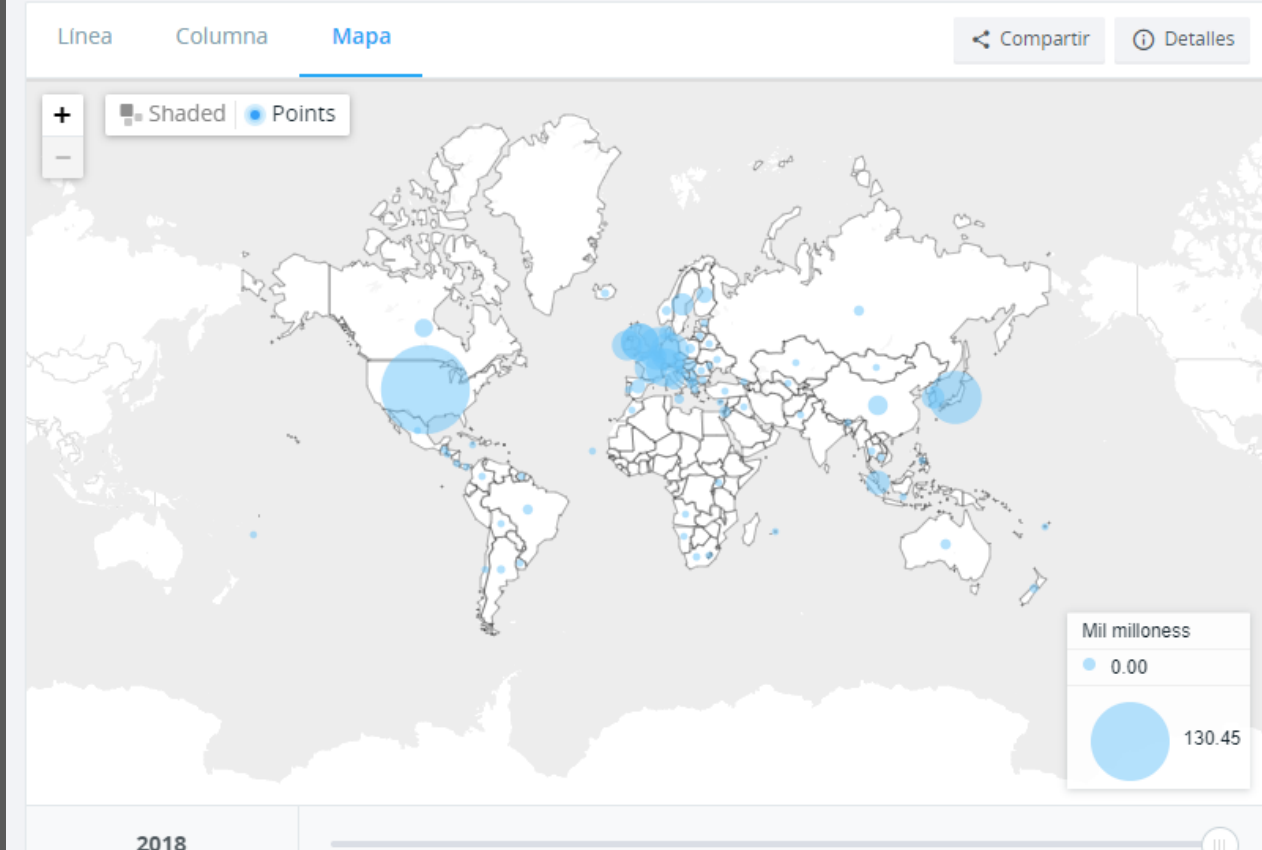 Línea Columna Mapa Compartir Detalles
+ Shaded Points
−
Mil milloness
0.00
130.45
2018